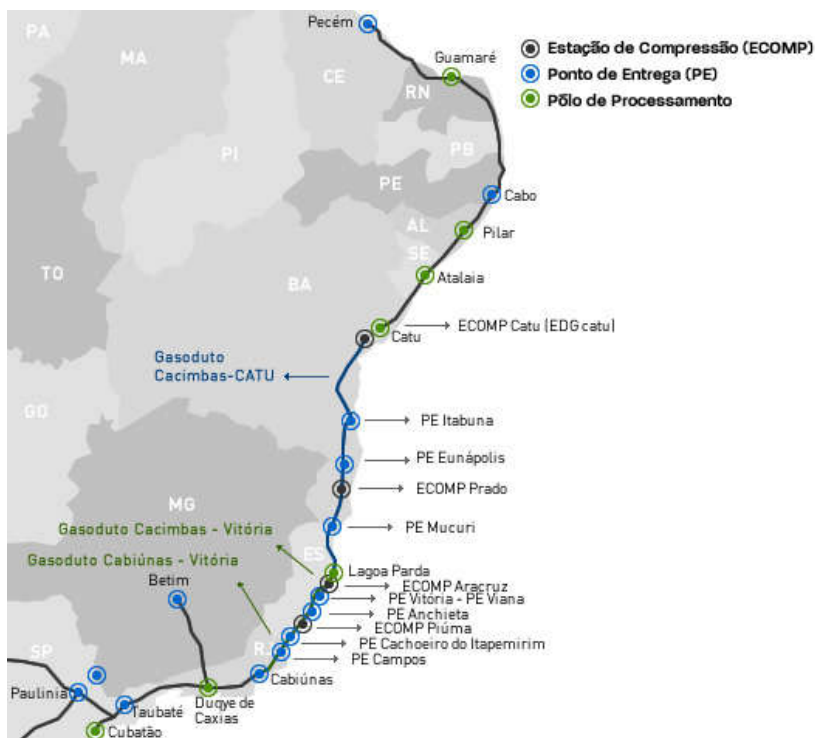 Pecém
PA
MA
CE
Guamaré
RN
PI
PB
PE
Cabo
AL
Pilar
SE
Atalaia
TO
BA
Catu
ECOMP Catu (EDG catu)
Estação de Compressão (ECOMP)
Ponto de Entrega (PE)
Pôlo de Processamento
Gasoduto
Cacimbas-CATU
GO
PE Itabuna
PE Eunápolis
ECOMP Prado
MG
PE Mucuri
Gasoduto Cacimbas - Vitória
ES
Gasoduto Cabiúnas - Vitória
Lagoa Parda
Betim
ECOMP Aracruz
PE Vitória - PE Viana
PE Anchieta
ECOMP Piúma
PE Cachoeiro do Itapemirim
R
PE Campos
SP
Cabiúnas
Paulinia
Taubaté
Duqye de
Caxias
Cubatão